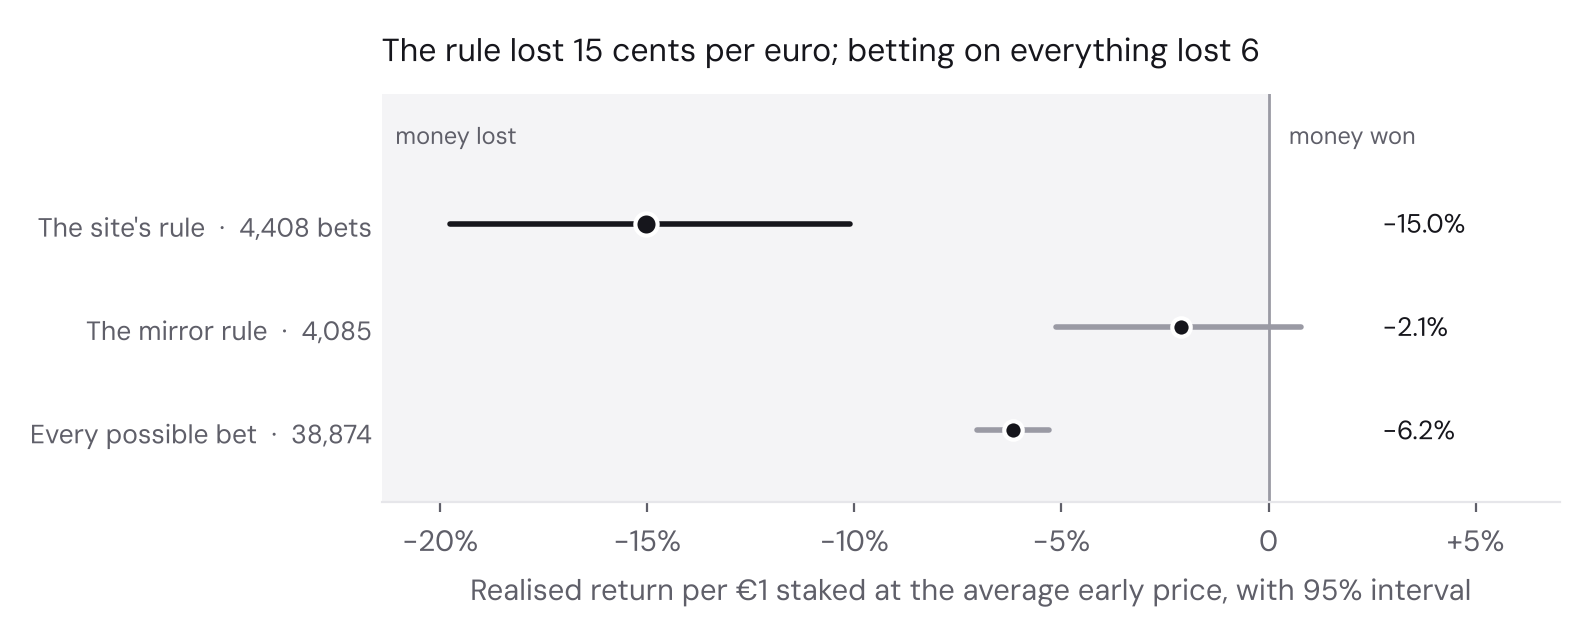 The rule lost 15 cents per euro; betting on everything lost 6
money lost
money won
The site's rule · 4,408 bets
−15.0%
The mirror rule · 4,085
−2.1%
Every possible bet · 38,874
−6.2%
−20%
−15%
−10%
−5%
0
+5%
Realised return per €1 staked at the average early price, with 95% interval